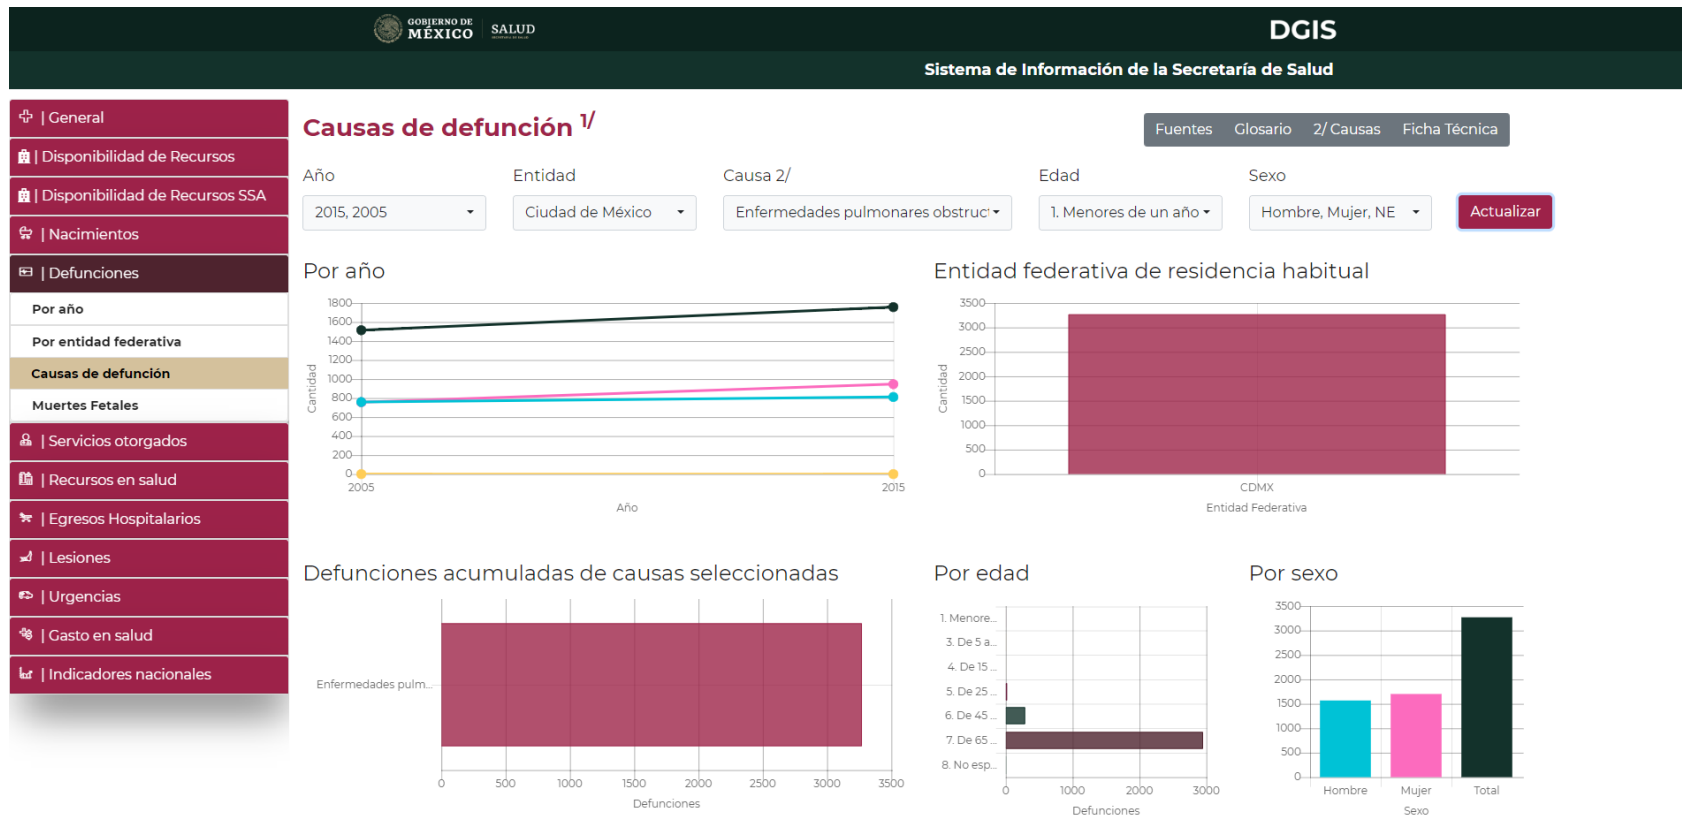 GOBIERNO DE
MÉXICO
SALUD
DGIS
Sistema de Información de la Secretaría de Salud
| General
| Disponibilidad de Recursos
| Disponibilidad de Recursos SSA
| Nacimientos
| Defunciones
Por año
Por entidad federativa
Causas de defunción
Muertes Fetales
| Servicios otorgados
| Recursos en salud
| Egresos Hospitalarios
| Lesiones
| Urgencias
| Gasto en salud
| Indicadores nacionales
Causas de defunción 1/
Fuentes Glosario 2/ Causas Ficha Técnica
Año Entidad Causa 2/ Edad Sexo
2015, 2005 Ciudad de México Enfermedades pulmonares obstruct 1. Menores de un año Hombre, Mujer, NE Actualizar
Por año
Cantidad
1800
1600
1400
1200
1000
800
600
400
200
0
2005 2015
Año
Entidad federativa de residencia habitual
Cantidad
3500
3000
2500
2000
1500
1000
500
0
CDMX
Entidad Federativa
Defunciones acumuladas de causas seleccionadas
Enfermedades pulm...
0 500 1000 1500 2000 2500 3000 3500
Defunciones
Por edad
1. Menore...
3. De 5 a...
4. De 15 ...
5. De 25 ...
6. De 45 ...
7. De 65 ...
8. No esp...
0 1000 2000 3000
Defunciones
Por sexo
3500
3000
2500
2000
1500
1000
500
0
Hombre Mujer Total
Sexo